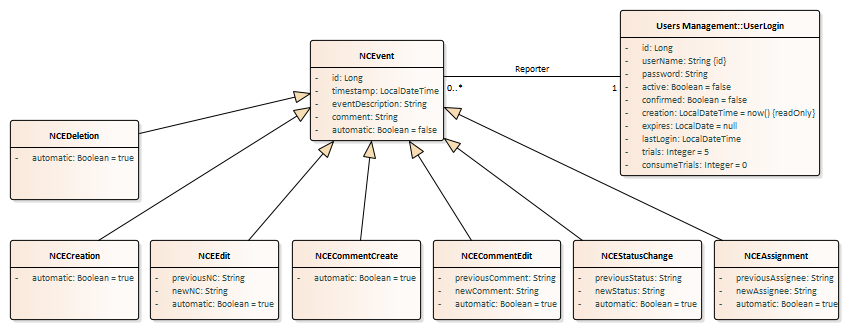 Users Management::UserLogin
- id: Long
- userName: String {id}
- password: String
- active: Boolean = false
- confirmed: Boolean = false
- creation: LocalDateTime = now() {readOnly}
- expires: LocalDate = null
- lastLogin: LocalDateTime
- trials: Integer = 5
- consumeTrials: Integer = 0
NCEvent
- id: Long
- timestamp: LocalDateTime
- eventDescription: String
- comment: String
- automatic: Boolean = false
Reporter
0..*
1
NCEDeletion
- automatic: Boolean = true
NCECreation
- automatic: Boolean = true
NCEEdit
- previousNC: String
- newNC: String
- automatic: Boolean = true
NCECommentCreate
- automatic: Boolean = true
NCECommentEdit
- previousComment: String
- newComment: String
- automatic: Boolean = true
NCEStatusChange
- previousStatus: String
- newStatus: String
- automatic: Boolean = true
NCEAssignment
- previousAssignee: String
- newAssignee: String
- automatic: Boolean = true